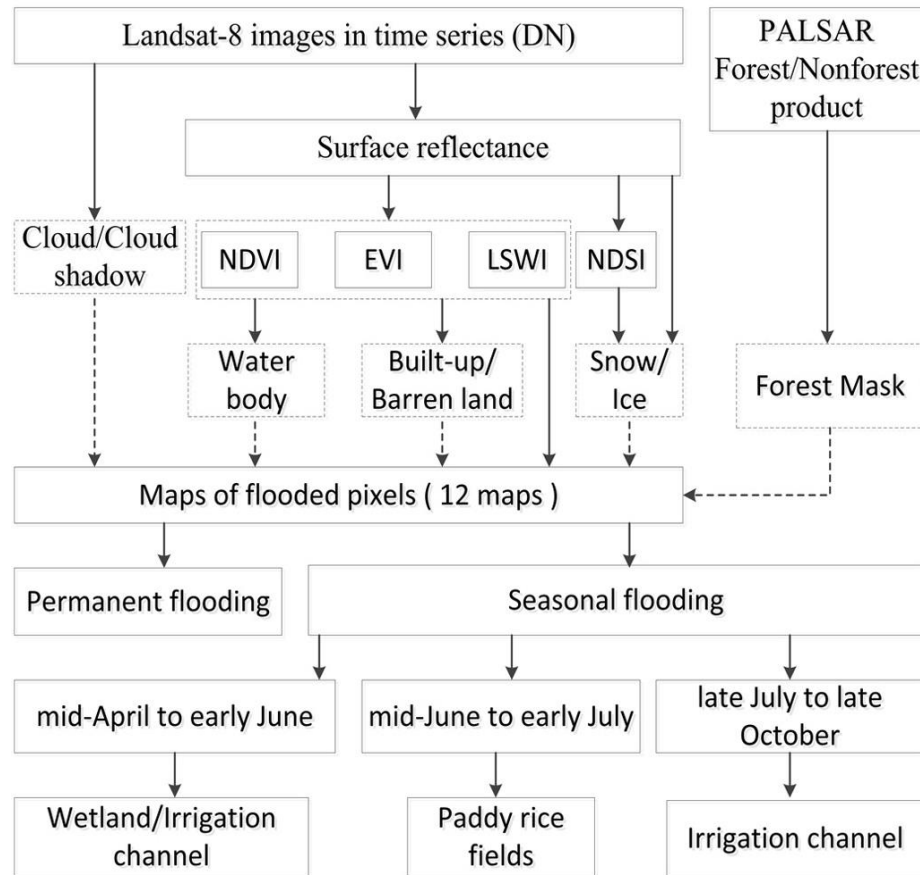 Landsat-8 images in time series (DN)
PALSAR
Forest/Nonforest
product
Surface reflectance
Cloud/Cloud
shadow
NDVI
EVI
LSWI
NDSI
Water
body
Built-up/
Barren land
Snow/
Ice
Forest Mask
Maps of flooded pixels ( 12 maps )
Permanent flooding
Seasonal flooding
mid-April to early June
mid-June to early July
late July to late
October
Wetland/Irrigation
channel
Paddy rice
fields
Irrigation channel